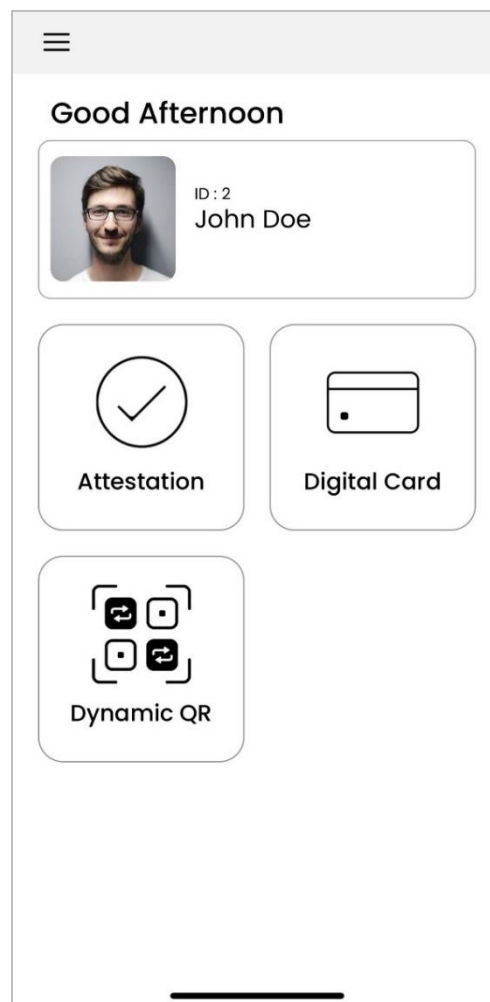 Good Afternoon
ID : 2
John Doe
Attestation
Digital Card
Dynamic QR